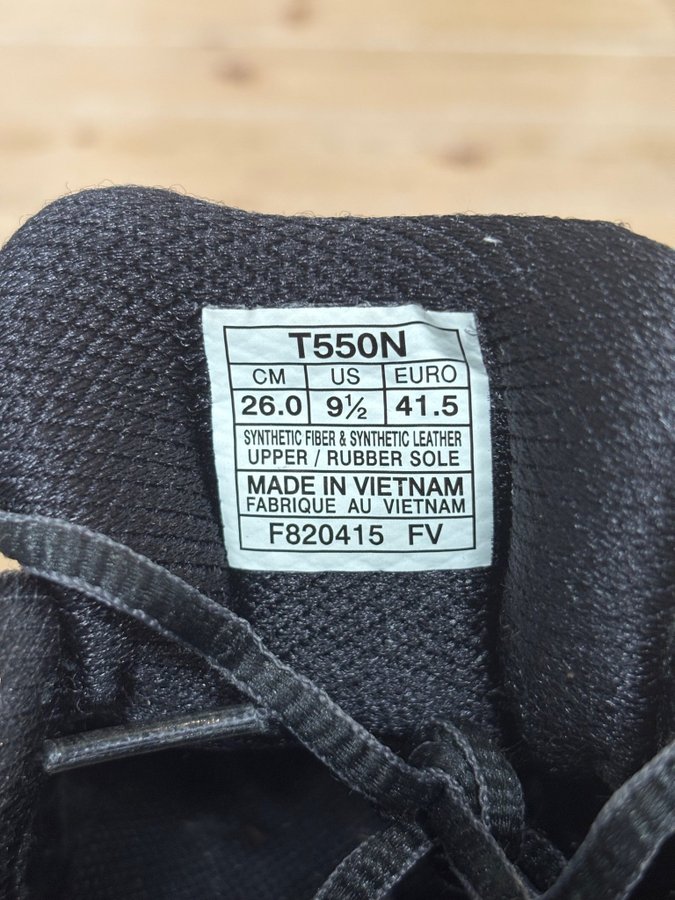 T550N
CM US EURO
26.0 9½ 41.5
SYNTHETIC FIBER & SYNTHETIC LEATHER
UPPER / RUBBER SOLE
MADE IN VIETNAM
FABRIQUE AU VIETNAM
F820415 FV